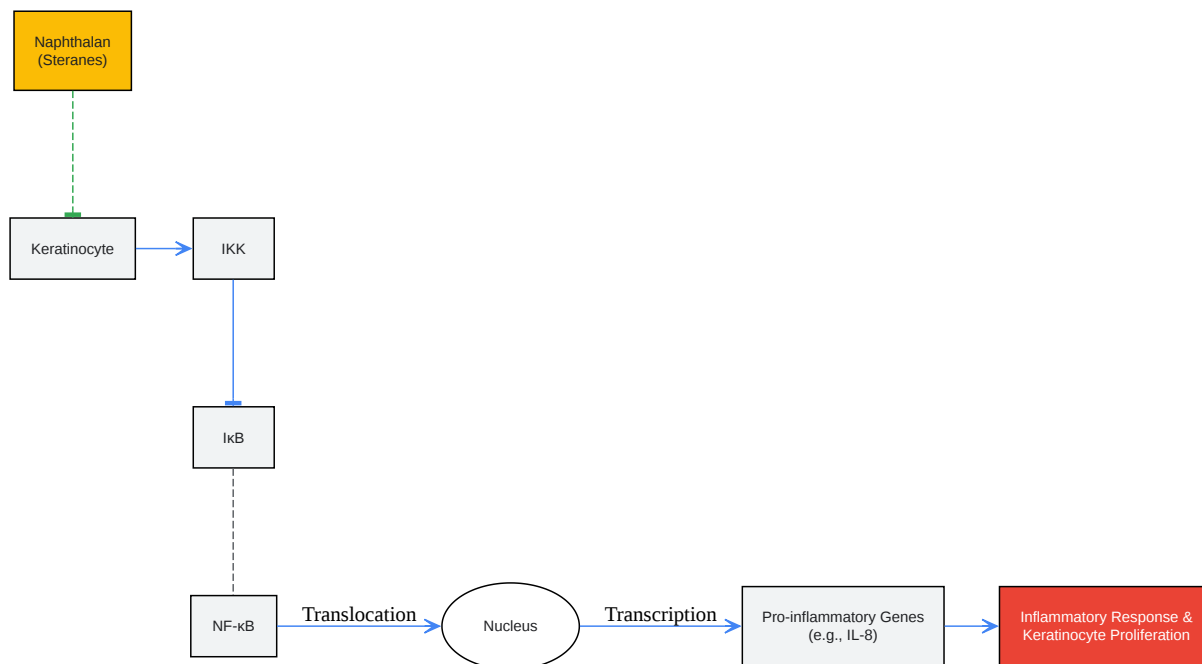 Naphthalan
(Steranes)
Keratinocyte
IKK
IκB
NF-κB
Translocation
Nucleus
Transcription
Pro-inflammatory Genes
(e.g., IL-8)
Inflammatory Response &
Keratinocyte Proliferation